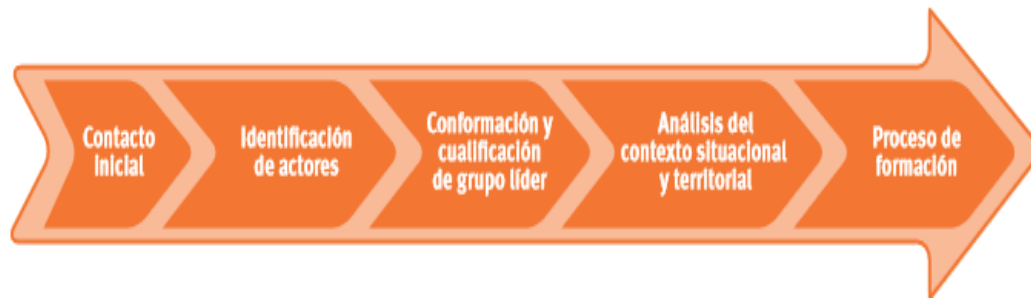 Contacto
inicial
Identificación
de actores
Conformación y
cualificación
de grupo líder
Análisis del
contexto situacional
y territorial
Proceso de
formación